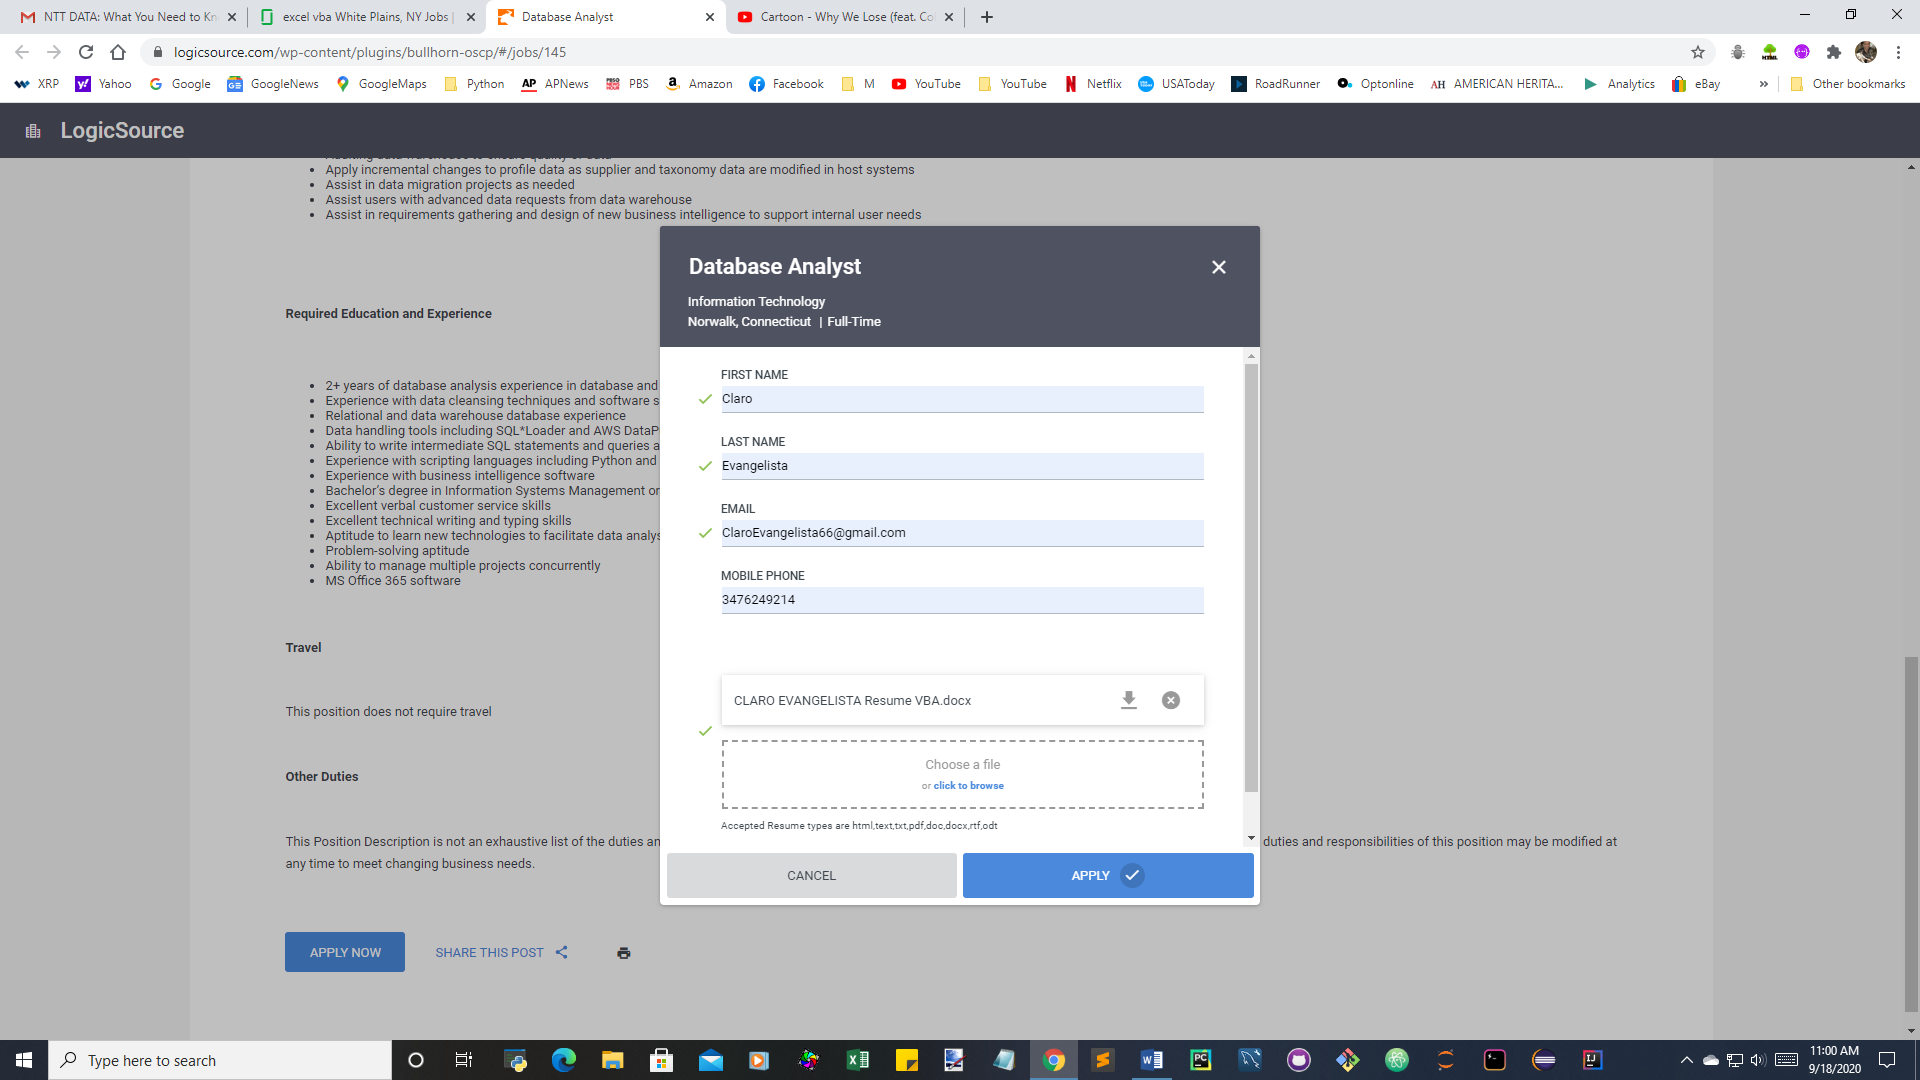 NTT DATA: What You Need to Kn
excel vba White Plains, NY Jobs |
Database Analyst
Cartoon - Why We Lose (feat. Co
logicsource.com/wp-content/plugins/bullhorn-oscp/#/jobs/145
XRP Yahoo Google GoogleNews GoogleMaps Python AP APNews PBS Amazon Facebook M YouTube YouTube Netflix USAToday RoadRunner Optonline AH AMERICAN HERITA... Analytics eBay » Other bookmarks
LogicSource
Auditing data warehouse to ensure quality of data
• Apply incremental changes to profile data as supplier and taxonomy data are modified in host systems
• Assist in data migration projects as needed
• Assist users with advanced data requests from data warehouse
• Assist in requirements gathering and design of new business intelligence to support internal user needs
Required Education and Experience
• 2+ years of database analysis experience in database and
• Experience with data cleansing techniques and software s
• Relational and data warehouse database experience
• Data handling tools including SQL*Loader and AWS DataP
• Ability to write intermediate SQL statements and queries a
• Experience with scripting languages including Python and
• Experience with business intelligence software
• Bachelor's degree in Information Systems Management or
• Excellent verbal customer service skills
• Excellent technical writing and typing skills
• Aptitude to learn new technologies to facilitate data analys
• Problem-solving aptitude
• Ability to manage multiple projects concurrently
• MS Office 365 software
Travel
This position does not require travel
Other Duties
This Position Description is not an exhaustive list of the duties an
duties and responsibilities of this position may be modified at
any time to meet changing business needs.
APPLY NOW SHARE THIS POST
Database Analyst
Information Technology
Norwalk, Connecticut | Full-Time
FIRST NAME
Claro
LAST NAME
Evangelista
EMAIL
ClaroEvangelista66@gmail.com
MOBILE PHONE
3476249214
CLARO EVANGELISTA Resume VBA.docx
Choose a file
or click to browse
Accepted Resume types are html,text,txt,pdf,doc,docx,rtf,odt
CANCEL APPLY
Type here to search
11:00 AM
9/18/2020